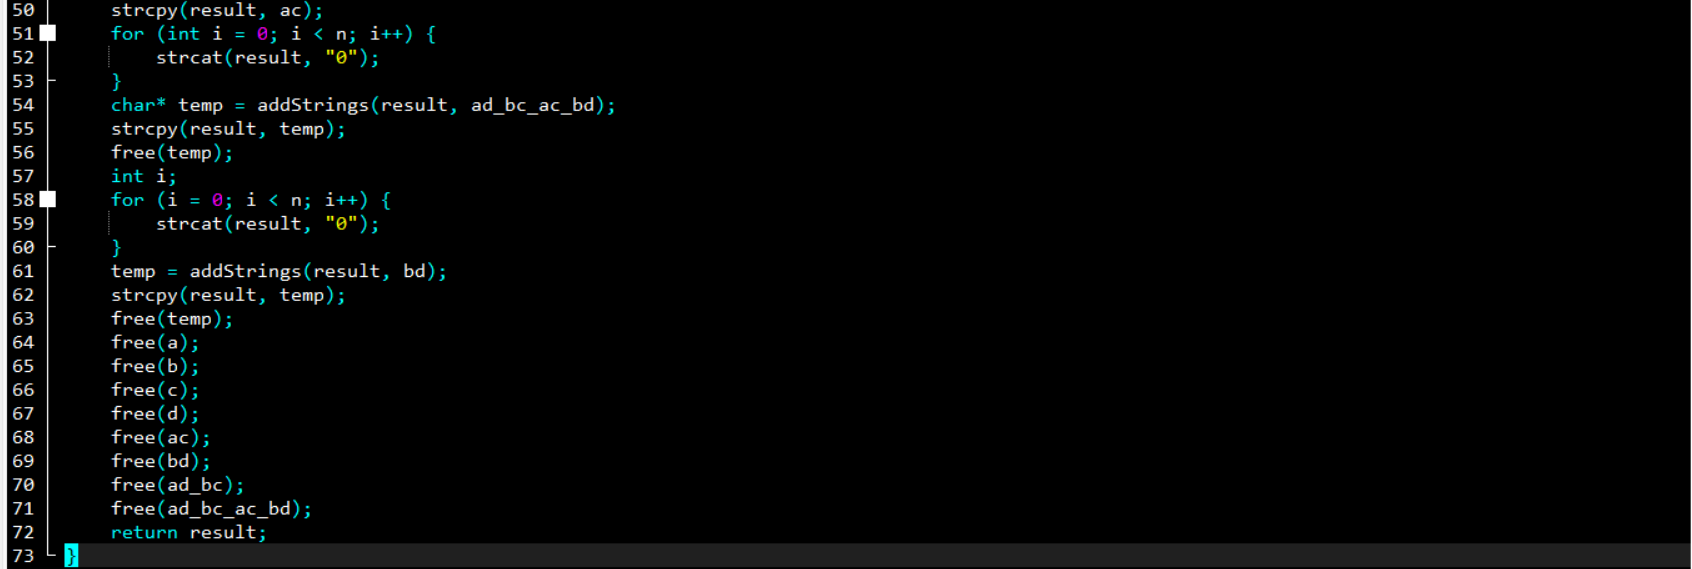 50 strcpy(result, ac);
51 for (int i = 0; i < n; i++) {
52 strcat(result, "0");
53 }
54 char* temp = addStrings(result, ad_bc_ac_bd);
55 strcpy(result, temp);
56 free(temp);
57 int i;
58 for (i = 0; i < n; i++) {
59 strcat(result, "0");
60 }
61 temp = addStrings(result, bd);
62 strcpy(result, temp);
63 free(temp);
64 free(a);
65 free(b);
66 free(c);
67 free(d);
68 free(ac);
69 free(bd);
70 free(ad_bc);
71 free(ad_bc_ac_bd);
72 return result;
73 }